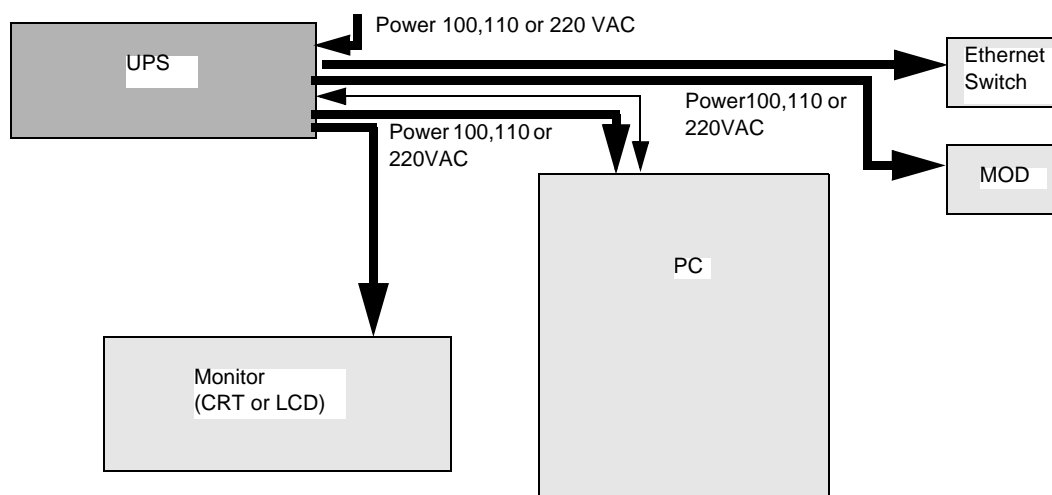 Power 100,110 or 220 VAC
UPS
Ethernet
Switch
Power100,110 or
220VAC
Power 100,110 or
220VAC
MOD
PC
Monitor
(CRT or LCD)